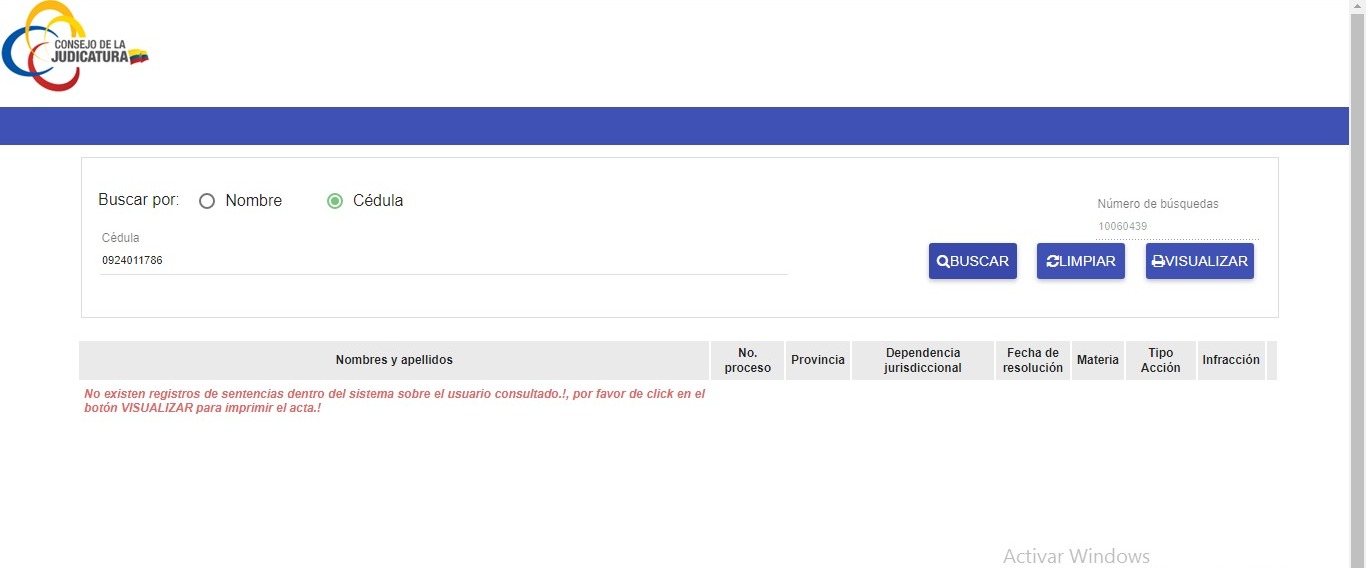 CONSEJO DE LA
JUDICATURA
Buscar por:
Nombre
Cédula
Número de búsquedas
10060439
Cédula
0924011786
BUSCAR
LIMPIAR
VISUALIZAR
Nombres y apellidos
No.
proceso
Provincia
Dependencia
jurisdiccional
Fecha de
resolución
Materia
Tipo
Acción
Infracción
No existen registros de sentencias dentro del sistema sobre el usuario consultado.!, por favor de click en el
botón VISUALIZAR para imprimir el acta.!
Activar Windows